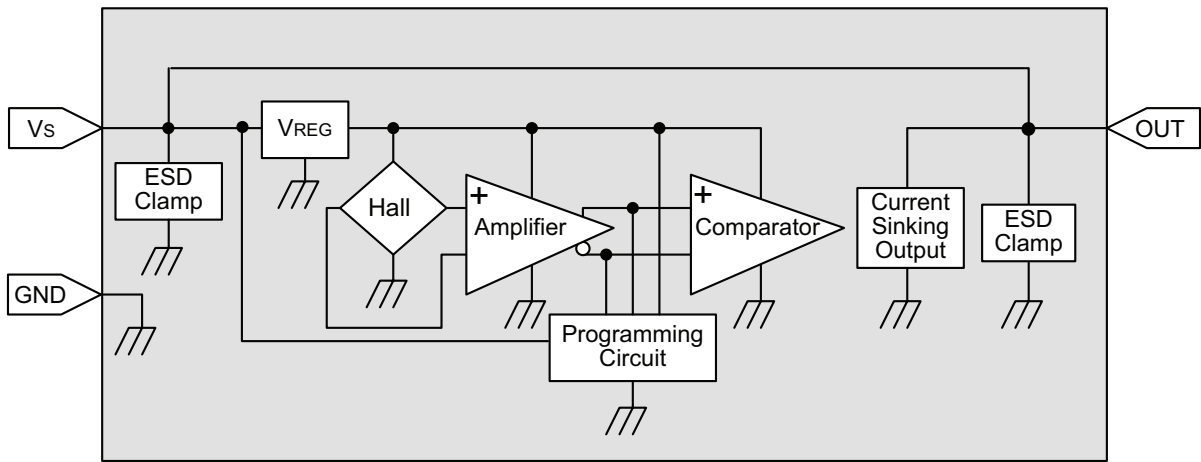 Vs
VREG
OUT
ESD
Clamp
Hall
+
Amplifier
+
Comparator
Current
Sinking
Output
ESD
Clamp
GND
Programming
Circuit